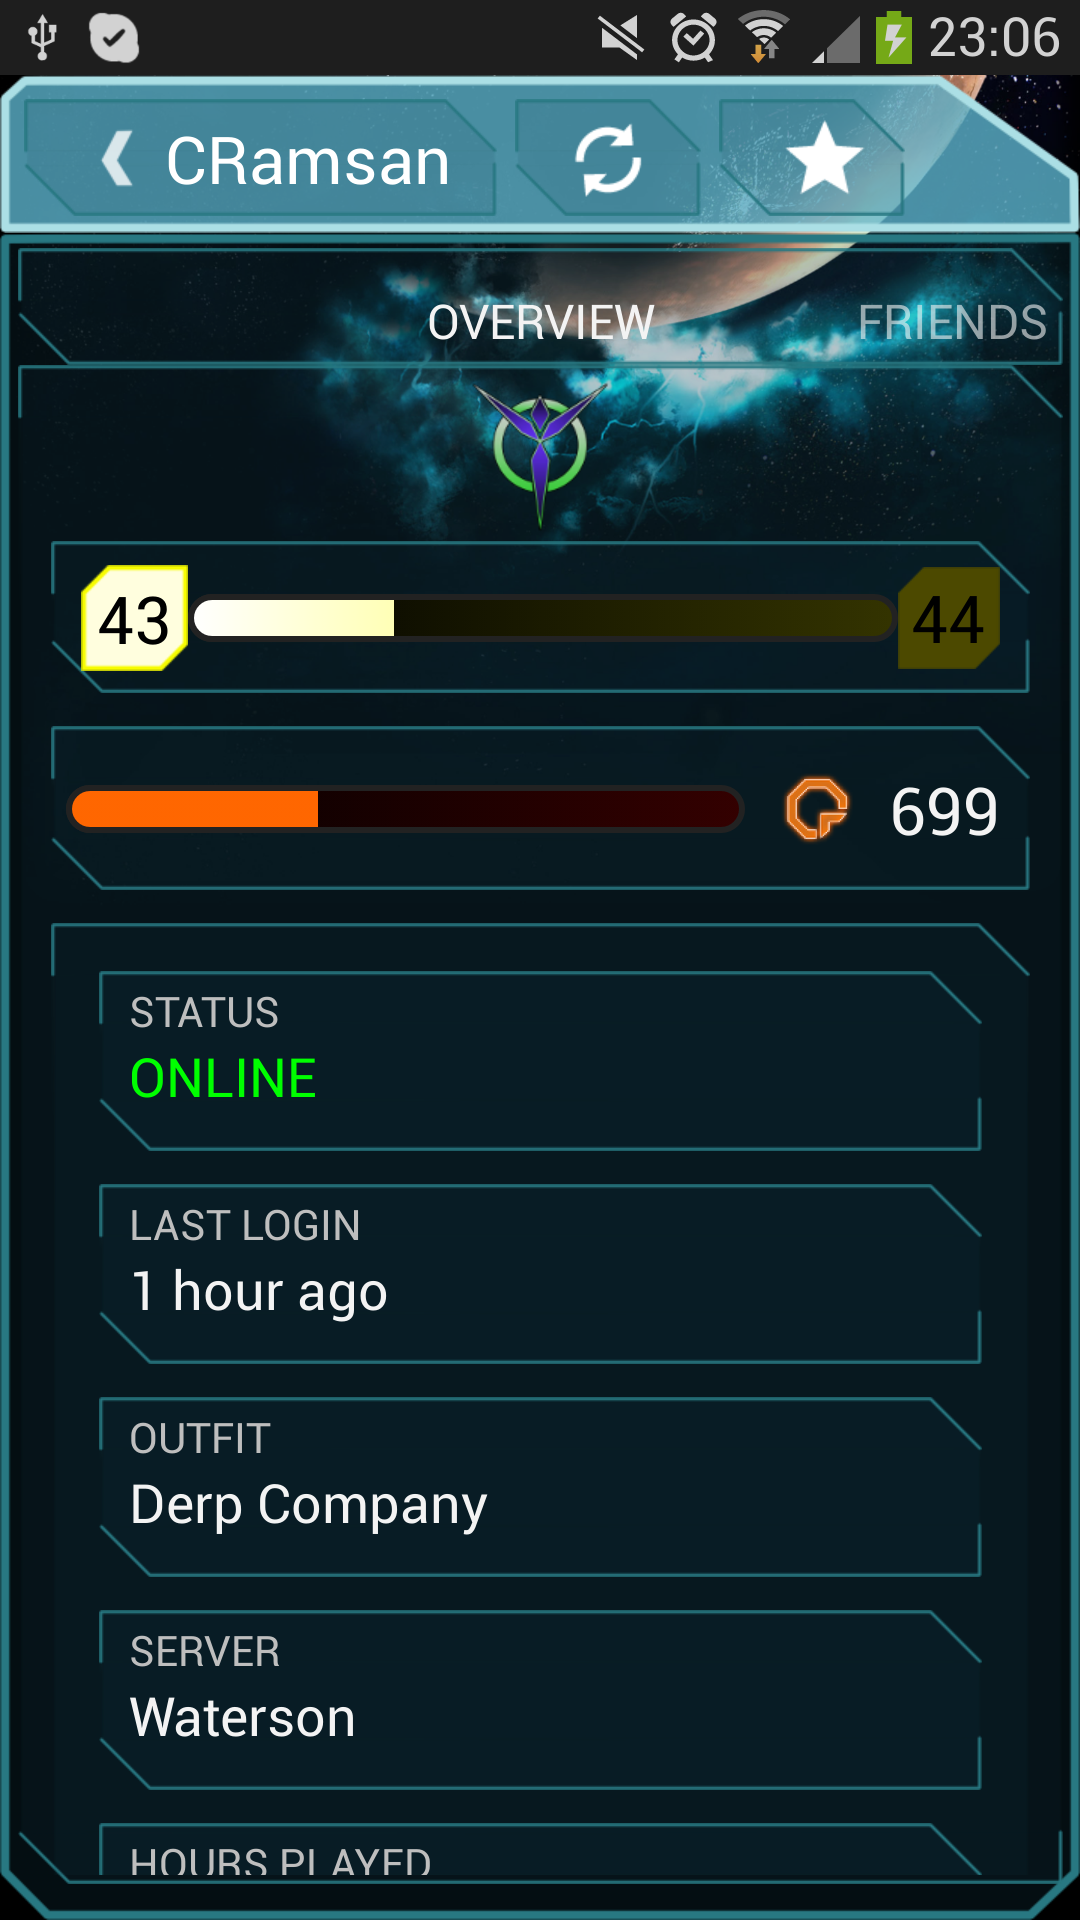 23:06
CRamsan
OVERVIEW FRIENDS
43 44
699
STATUS
ONLINE
LAST LOGIN
1 hour ago
OUTFIT
Derp Company
SERVER
Waterson
HOURS PLAYED